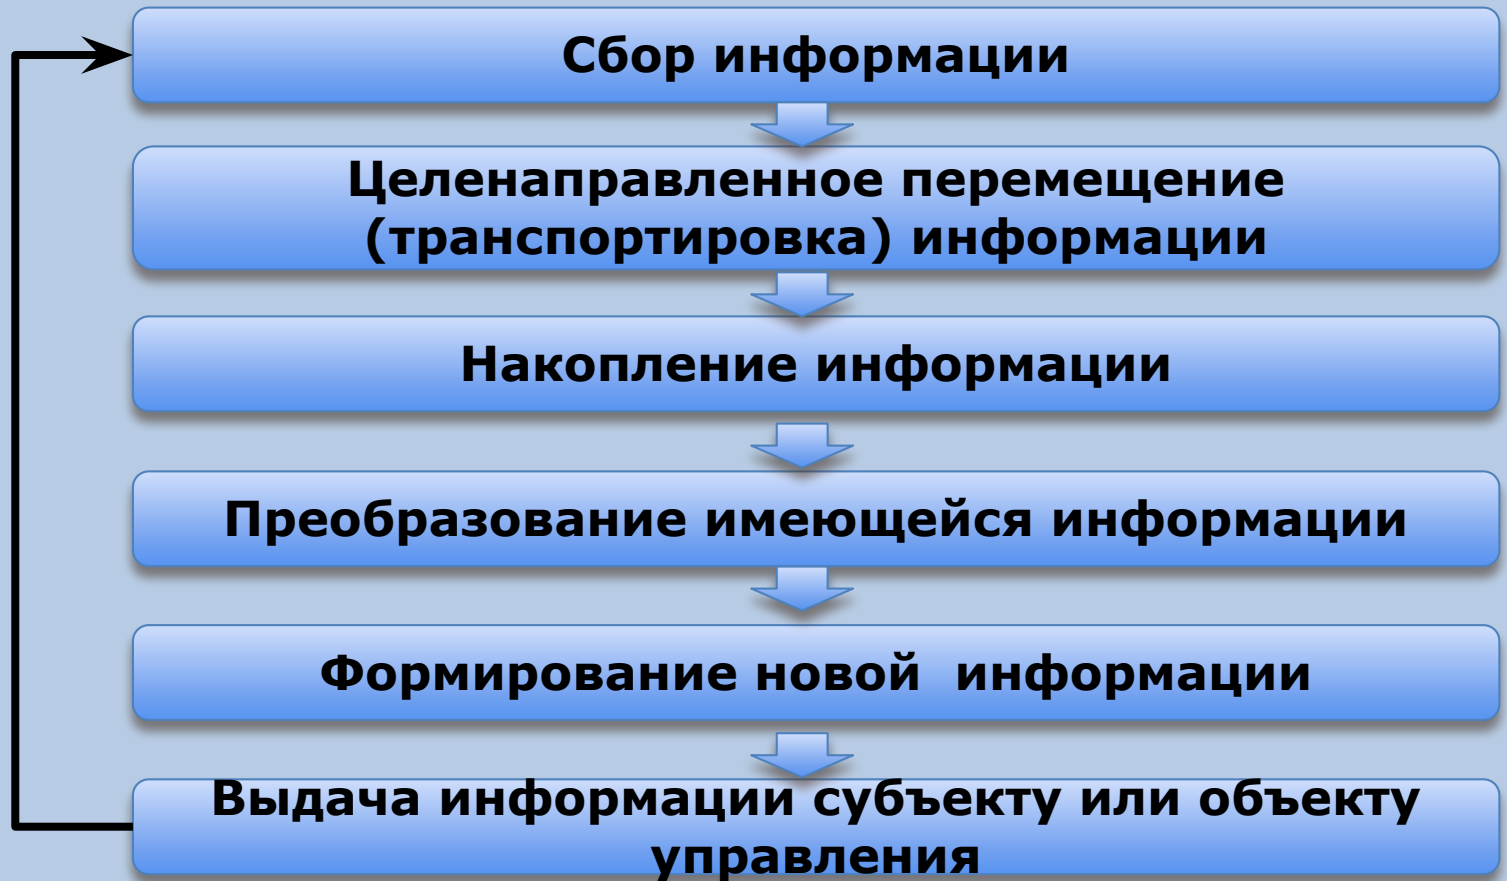 Сбор информации
Целенаправленное перемещение
(транспортировка) информации
Накопление информации
Преобразование имеющейся информации
Формирование новой  информации
Выдача информации субъекту или объекту
управления